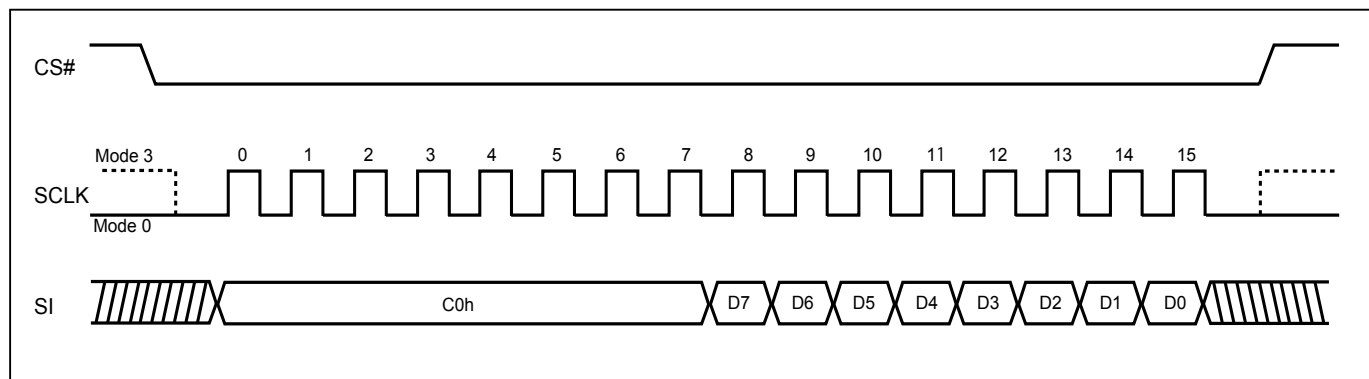 CS#
Mode 3
0 1 2 3 4 5 6 7 8 9 10 11 12 13 14 15
SCLK
Mode 0
SI
C0h D7 D6 D5 D4 D3 D2 D1 D0